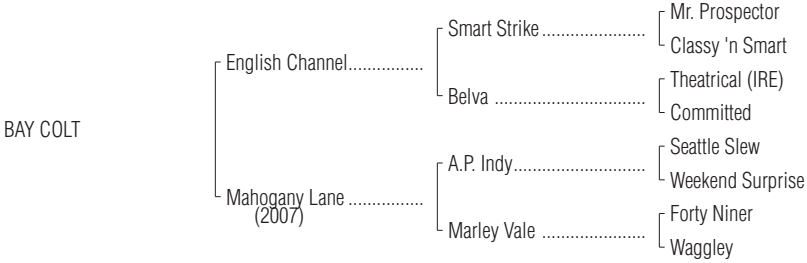 Mr. Prospector
Smart Strike......................
Classy 'n Smart
English Channel................
Theatrical (IRE)
Belva ................................
Committed
BAY COLT
Seattle Slew
A.P. Indy............................
Weekend Surprise
Mahogany Lane ................
(2007)
Forty Niner
Marley Vale ......................
Waggley